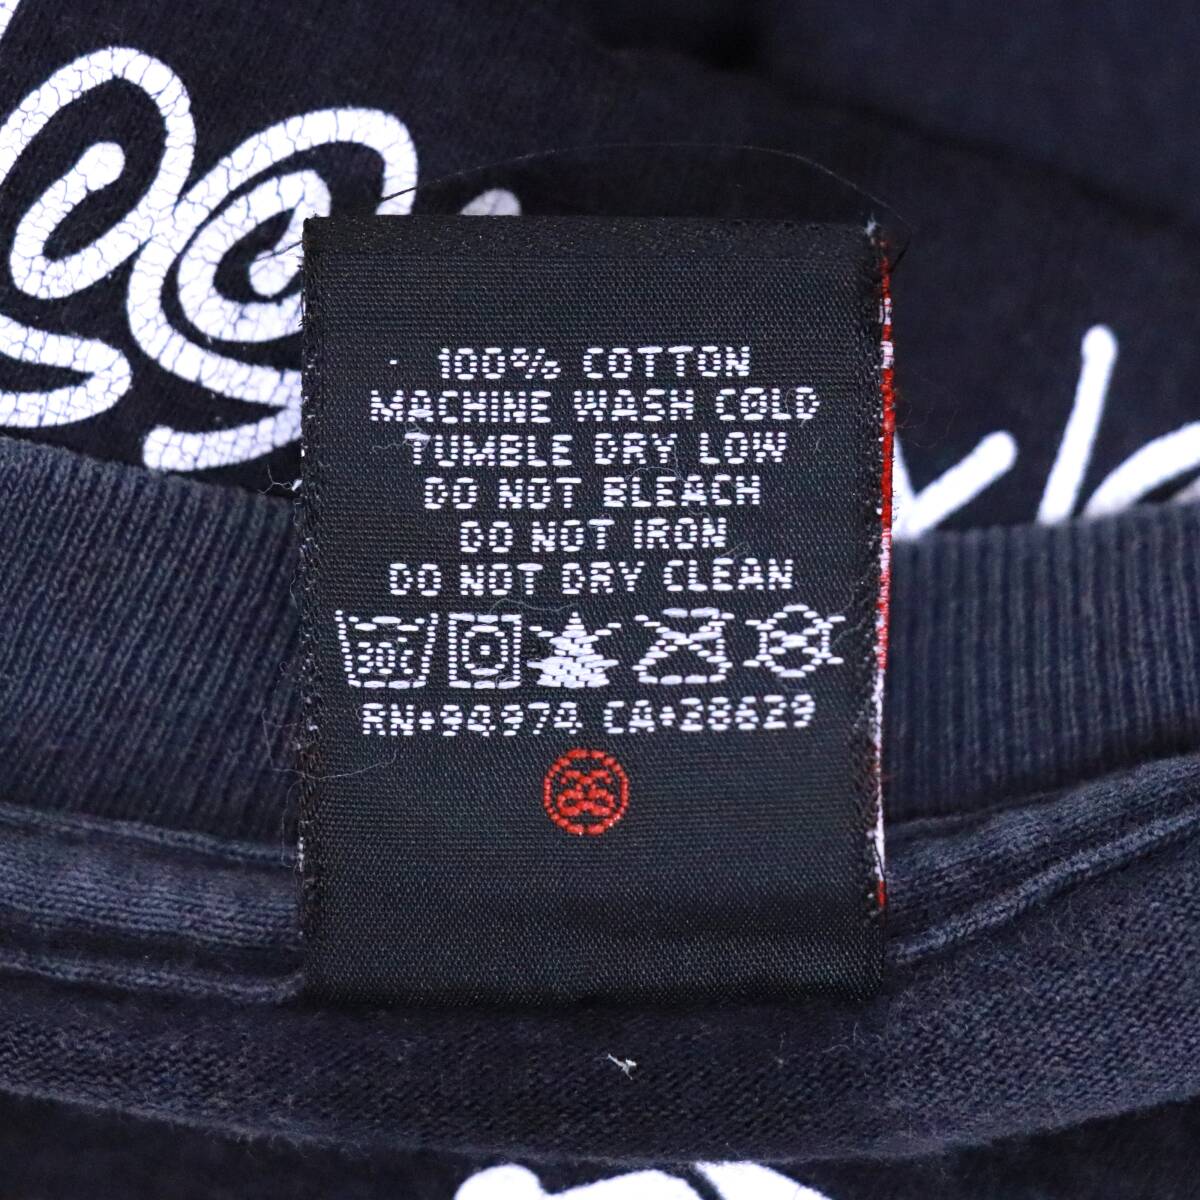 100% COTTON
MACHINE WASH COLD
TUMBLE DRY LOW
DO NOT BLEACH
DO NOT IRON
DO NOT DRY CLEAN
30c
RN+94974 CA+28629